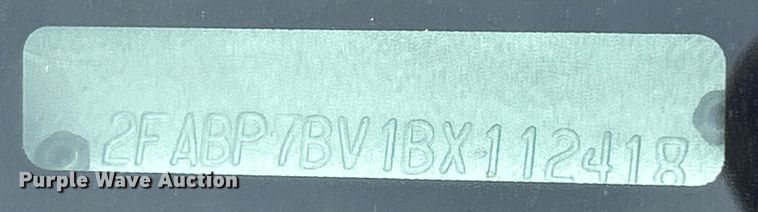 2FABP7BV1BX112418
Purple Wave Auction